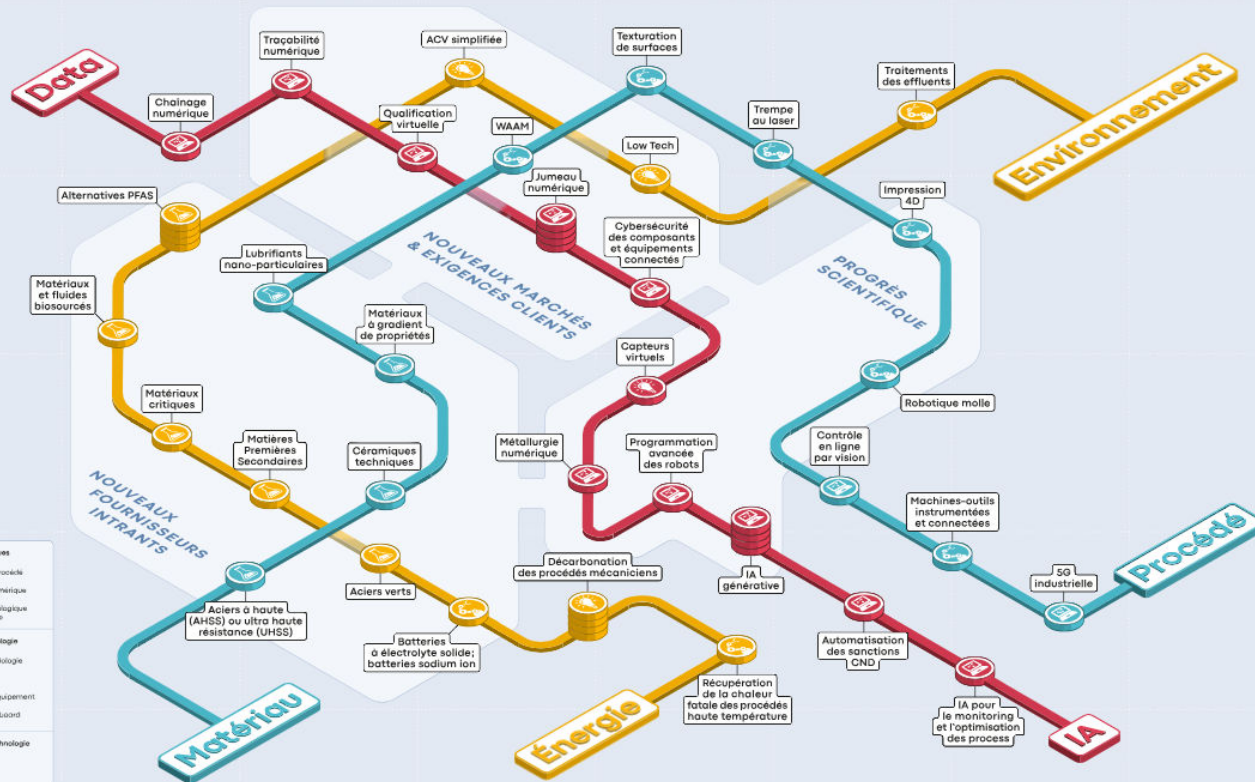 Data
Chaînage
numérique
Traçabilité
numérique
ACV simplifiée
Qualification
virtuelle
WAAM
Texturation
de surfaces
Trempe
au laser
Traitements
des effluents
Environnement
Low Tech
Jumeau
numérique
Impression
4D
Alternatives PFAS
Cybersécurité
des composants
et équipements
connectés
Lubrifiants
nano-particulaires
NOUVEAUX MARCHÉS
& EXIGENCES CLIENTS
PROGRÈS
SCIENTIFIQUE
Matériaux
et fluides
biosourcés
Matériaux
à gradient
de propriétés
Capteurs
virtuels
Robotique molle
Matériaux
critiques
Matières
Premières
Secondaires
Céramiques
techniques
Métallurgie
numérique
Programmation
avancée
des robots
Contrôle
en ligne
par vision
Machines-outils
instrumentées
et connectées
NOUVEAUX
FOURNISSEURS
INTRANTS
Procédé
5G
industrielle
Aciers verts
Décarbonation
des procédés mécaniciens
IA
générative
Aciers à haute
(AHSS) ou ultra haute
résistance (UHSS)
Batteries
à électrolyte solide;
batteries sodium ion
Automatisation
des sanctions
CND
Récupération
de la chaleur
fatale des procédés
haute température
IA pour
le monitoring
et l'optimisation
des process
Matériau
Énergie
IA